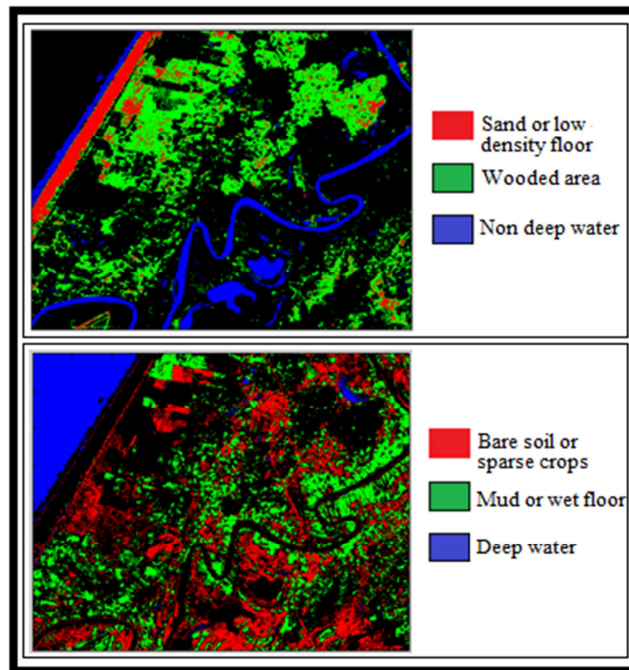 Sand or low
density floor
Wooded area
Non deep water
Bare soil or
sparse crops
Mud or wet floor
Deep water